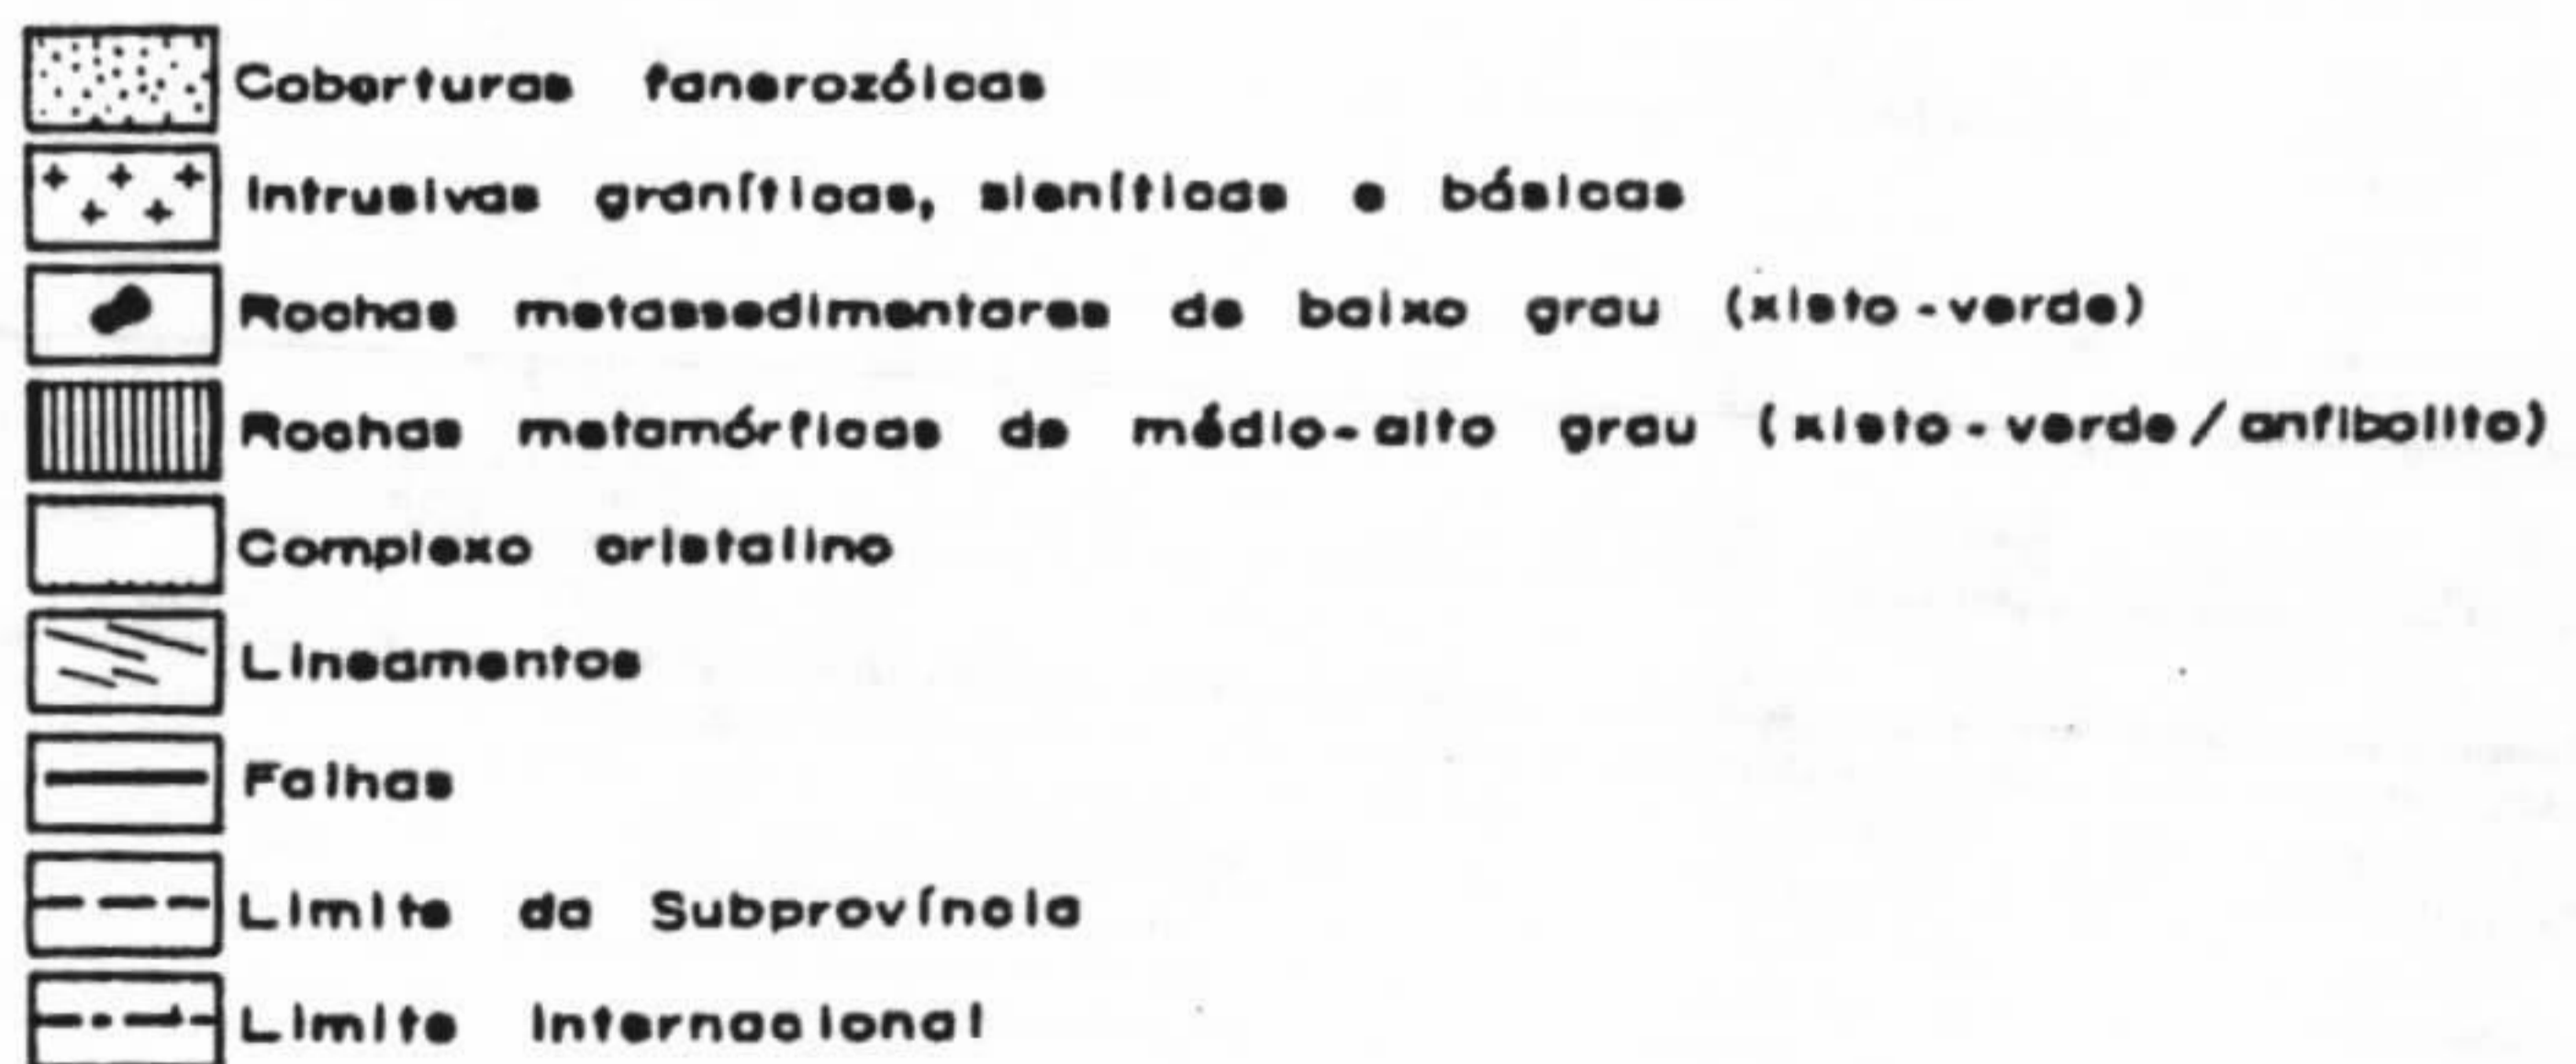 Coberturas fanerozóicas
Intrusivas graníticas, sieníticas e básicas
Rochas metassedimentares de baixo grau (xisto-verde)
Rochas metamórficas de médio-alto grau (xisto-verde/anfibolito)
Complexo cristalino
Lineamentos
Falhas
Limite da Subprovíncia
Limite Internacional